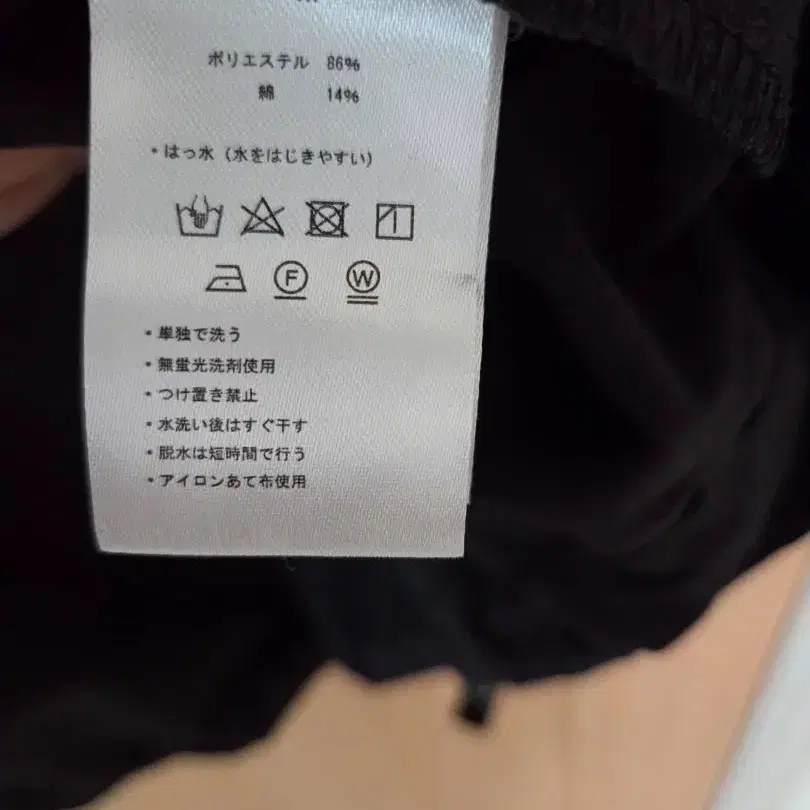 ポリエステル 86%
綿 14%
* はっ水（水をはじきやすい）
F W
・単独で洗う
・無蛍光洗剤使用
・つけ置き禁止
・水洗い後はすぐ干す
・脱水は短時間で行う
・アイロンあて布使用